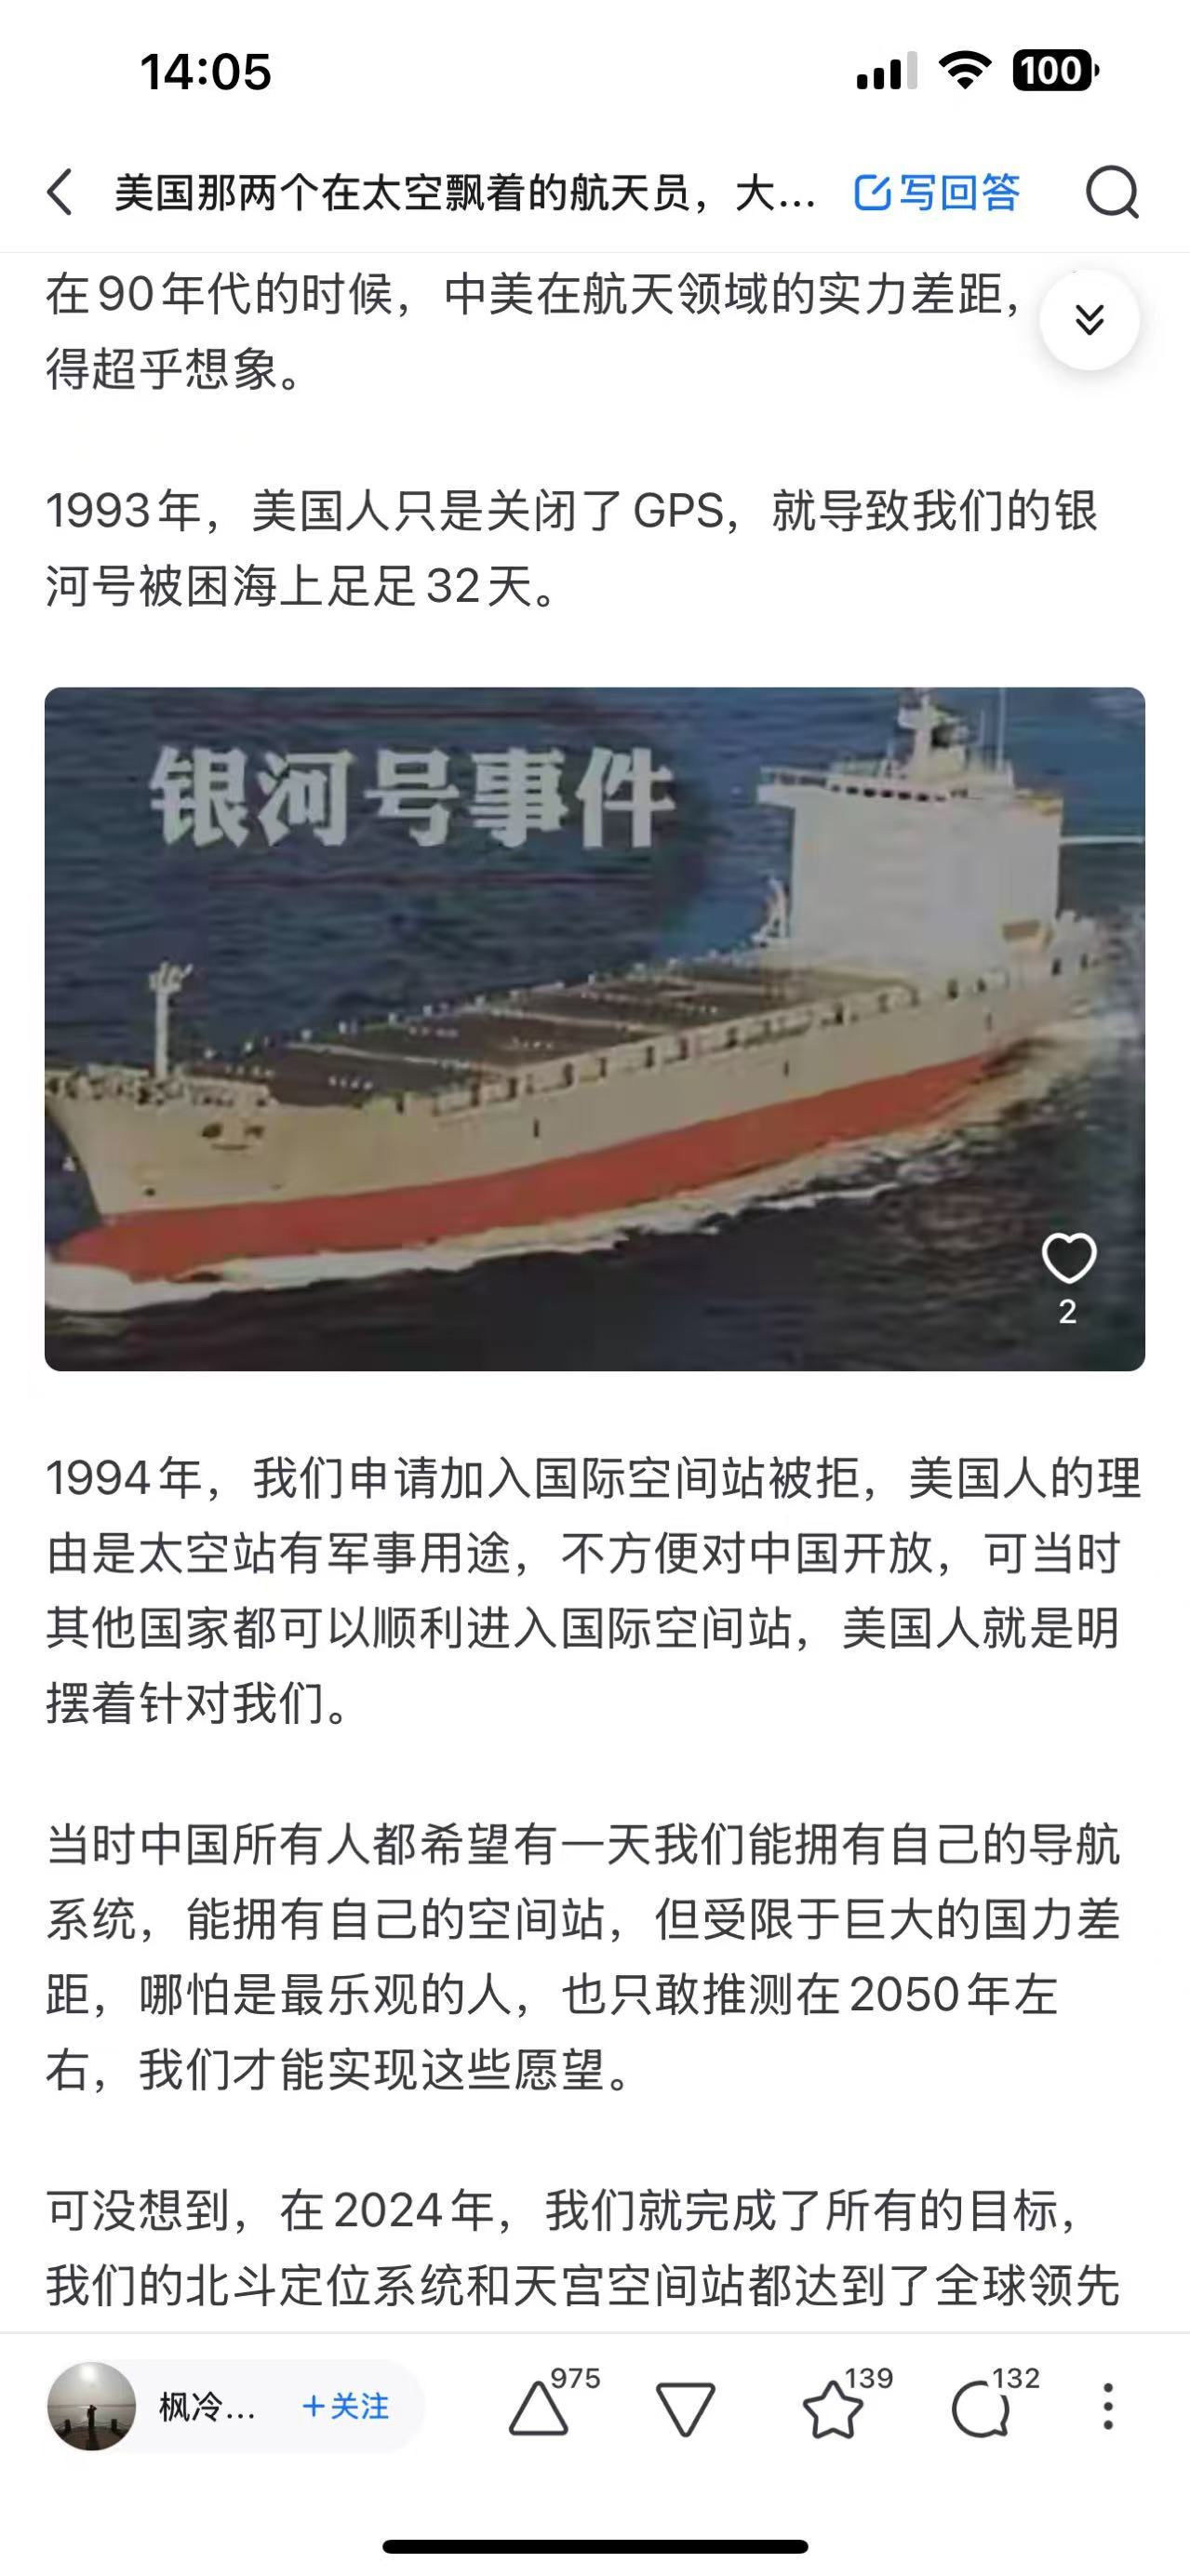 14:05
100
美国那两个在太空飘着的航天员，大...
写回答
在90年代的时候，中美在航天领域的实力差距，
得超乎想象。
1993年，美国人只是关闭了GPS，就导致我们的银
河号被困海上足足32天。
银河号事件
2
1994年，我们申请加入国际空间站被拒，美国人的理
由是太空站有军事用途，不方便对中国开放，可当时
其他国家都可以顺利进入国际空间站，美国人就是明
摆着针对我们。
当时中国所有人都希望有一天我们能拥有自己的导航
系统，能拥有自己的空间站，但受限于巨大的国力差
距，哪怕是最乐观的人，也只敢推测在2050年左
右，我们才能实现这些愿望。
可没想到，在2024年，我们就完成了所有的目标，
我们的北斗定位系统和天宫空间站都达到了全球领先
枫冷...
+关注
975
139
132